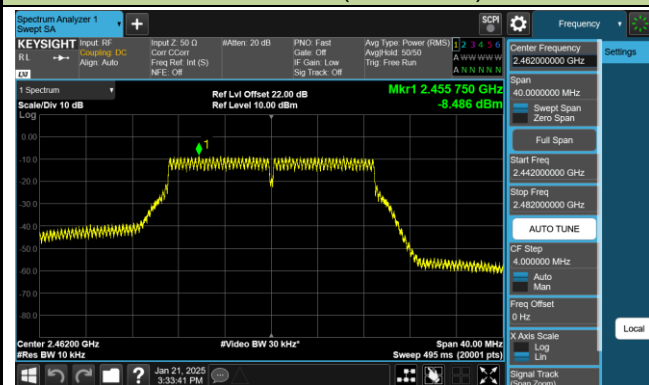 Spectrum Analyzer 1
Swept SA
SCPI
Frequency
KEYSIGHT
RL
Input: RF
Coupling: DC
Align: Auto
Input Z: 50 Ω
Corr CCorr
Freq Ref: Int (S)
NFE: Off
#Atten: 20 dB
PNO: Fast
Gate: Off
IF Gain: Low
Sig Track: Off
Avg Type: Power (RMS)
Avg|Hold: 50/50
Trig: Free Run
1 2 3 4 5 6
A W W W W W
A N N N N N
LXI
1 Spectrum
Scale/Div 10 dB
Log
Ref Lvl Offset 22.00 dB
Ref Level 10.00 dBm
Mkr1 2.455 750 GHz
-8.486 dBm
1
0.00
-10.0
-20.0
-30.0
-40.0
-50.0
-60.0
-70.0
-80.0
Center 2.46200 GHz
#Res BW 10 kHz
#Video BW 30 kHz*
Span 40.00 MHz
Sweep 495 ms (20001 pts)
?
Jan 21, 2025
3:33:41 PM
Center Frequency
2.462000000 GHz
Span
40.0000000 MHz
Swept Span
Zero Span
Full Span
Start Freq
2.442000000 GHz
Stop Freq
2.482000000 GHz
AUTO TUNE
CF Step
4.000000 MHz
Auto
Man
Freq Offset
0 Hz
X Axis Scale
Log
Lin
Signal Track
(Span Zoom)
Settings
Local